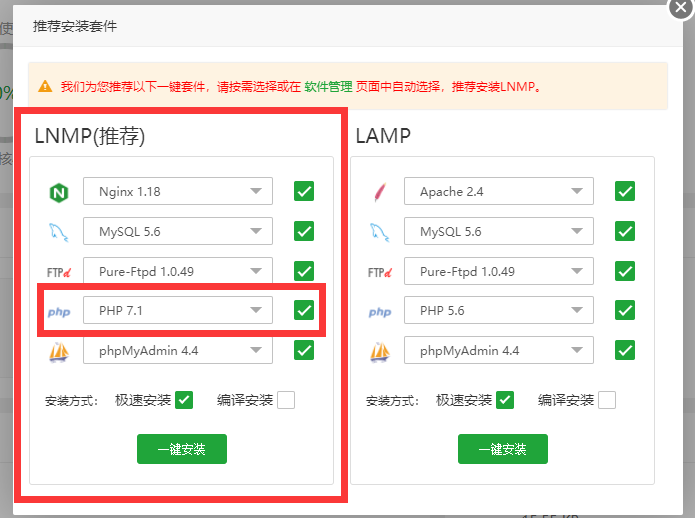 推荐安装套件
我们为您推荐以下一键套件，请按需选择或在 软件管理 页面中自动选择，推荐安装LNMP。
LNMP(推荐)
Nginx 1.18
MySQL 5.6
FTPd Pure-Ftpd 1.0.49
php PHP 7.1
phpMyAdmin 4.4
安装方式： 极速安装 编译安装
一键安装
LAMP
Apache 2.4
MySQL 5.6
FTPd Pure-Ftpd 1.0.49
php PHP 5.6
phpMyAdmin 4.4
安装方式： 极速安装 编译安装
一键安装